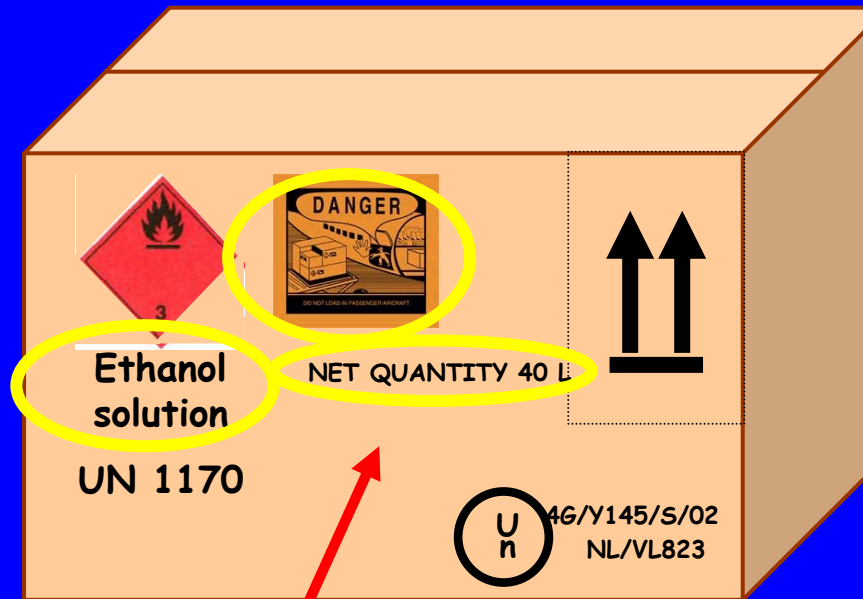 DANGER
DO NOT LOAD IN PASSENGER AIRCRAFT
3
Ethanol
solution
NET QUANTITY 40 L
UN 1170
U
n
4G/Y145/S/02
NL/VL823